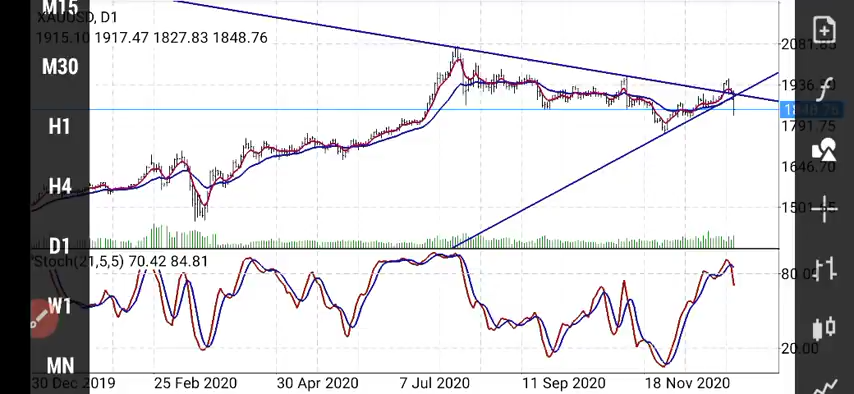 M15
XAUUSD, D1
1915.10 1917.47 1827.83 1848.76
M30
H1
H4
D1
W1
MN
2081.85
1791.75
1646.70
Stoch(21,5,5) 70.42 84.81
80.00
20.00
30 Dec 2019 25 Feb 2020 30 Apr 2020 7 Jul 2020 11 Sep 2020 18 Nov 2020